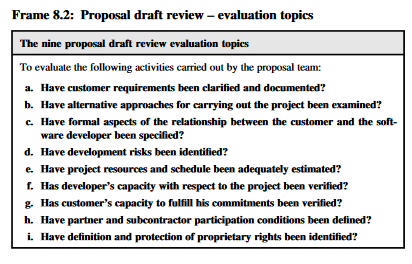 Frame 8.2: Proposal draft review – evaluation topics
The nine proposal draft review evaluation topics
To evaluate the following activities carried out by the proposal team:
a. Have customer requirements been clarified and documented?
b. Have alternative approaches for carrying out the project been examined?
c. Have formal aspects of the relationship between the customer and the soft-
ware developer been specified?
d. Have development risks been identified?
e. Have project resources and schedule been adequately estimated?
f. Has developer's capacity with respect to the project been verified?
g. Has customer's capacity to fulfill his commitments been verified?
h. Have partner and subcontractor participation conditions been defined?
i. Have definition and protection of proprietary rights been identified?